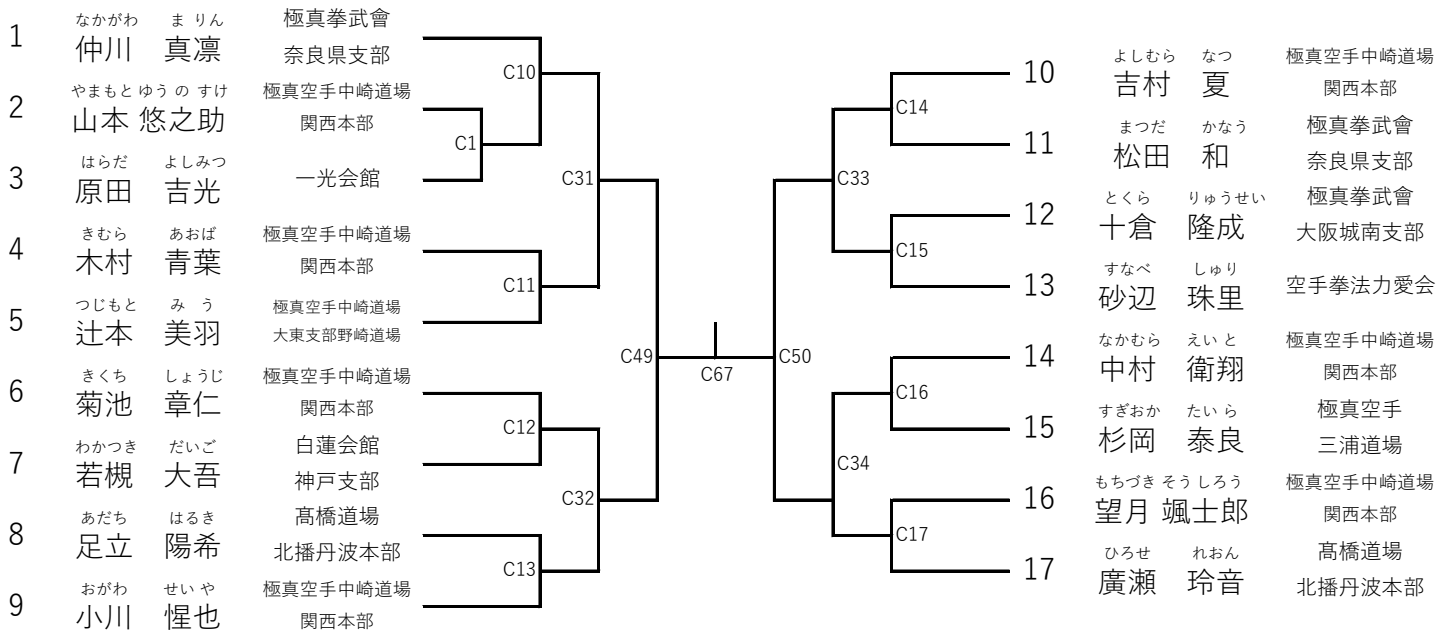 1 なかがわ まりん 極真拳武會
仲川 真凛 奈良県支部
2 やまもと ゆうのすけ 極真空手中崎道場
山本 悠之助 関西本部
3 はらだ よしみつ
原田 吉光 一光会館
4 きむら あおば 極真空手中崎道場
木村 青葉 関西本部
5 つじもと みう 極真空手中崎道場
辻本 美羽 大東支部野崎道場
6 きくち しょうじ 極真空手中崎道場
菊池 章仁 関西本部
7 わかつき だいご 白蓮会館
若槻 大吾 神戸支部
8 あだち はるき 髙橋道場
足立 陽希 北播丹波本部
9 おがわ せいや 極真空手中崎道場
小川 惺也 関西本部
C10
C1
C31
C11
C49
C12
C32
C13
C67
C14
C33
C15
C50
C16
C34
C17
10 よしむら なつ 極真空手中崎道場
吉村 夏 関西本部
11 まつだ かなう 極真拳武會
松田 和 奈良県支部
12 とくら りゅうせい 極真拳武會
十倉 隆成 大阪城南支部
13 すなべ しゅり
砂辺 珠里 空手拳法力愛会
14 なかむら えいと 極真空手中崎道場
中村 衛翔 関西本部
15 すぎおか たいら 極真空手
杉岡 泰良 三浦道場
16 もちづき そうしろう 極真空手中崎道場
望月 颯士郎 関西本部
17 ひろせ れおん 髙橋道場
廣瀬 玲音 北播丹波本部